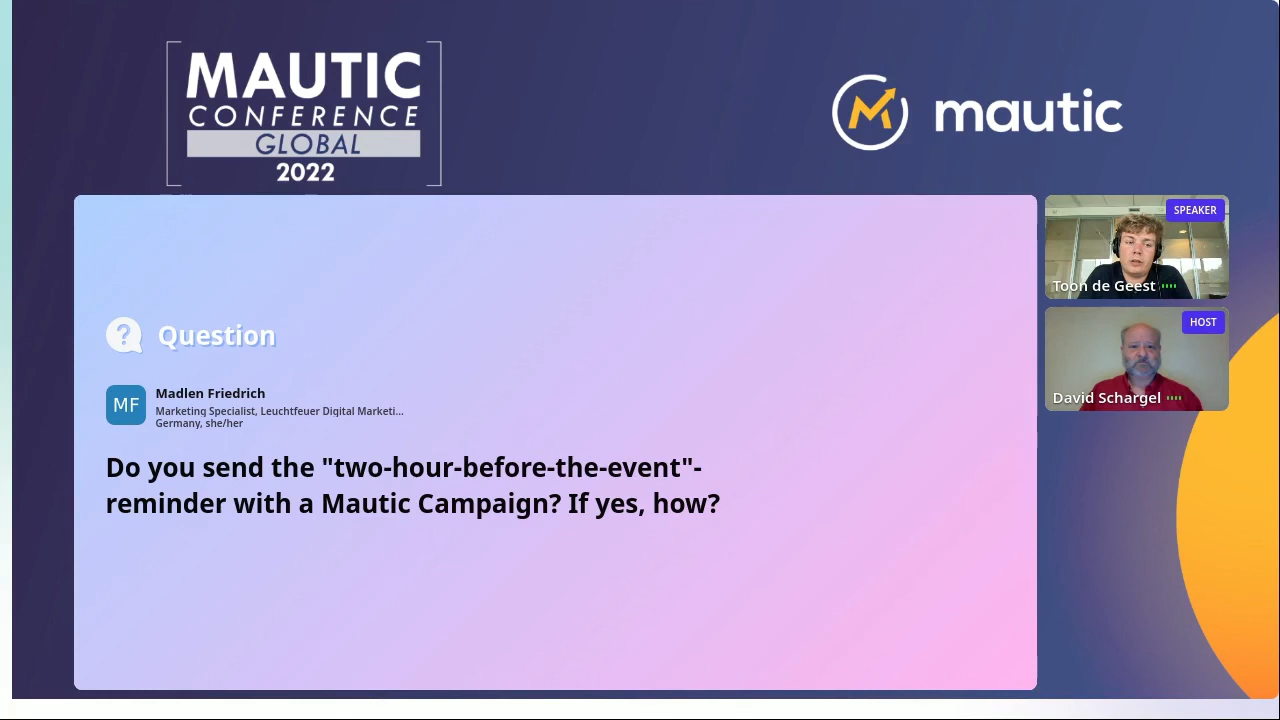 MAUTIC
CONFERENCE
GLOBAL
2022
mautic
SPEAKER
Toon de Geest
HOST
David Schargel
Question
MF
Madlen Friedrich
Marketing Specialist, Leuchtfeuer Digital Marketi...
Germany, she/her
Do you send the "two-hour-before-the-event"-
reminder with a Mautic Campaign? If yes, how?